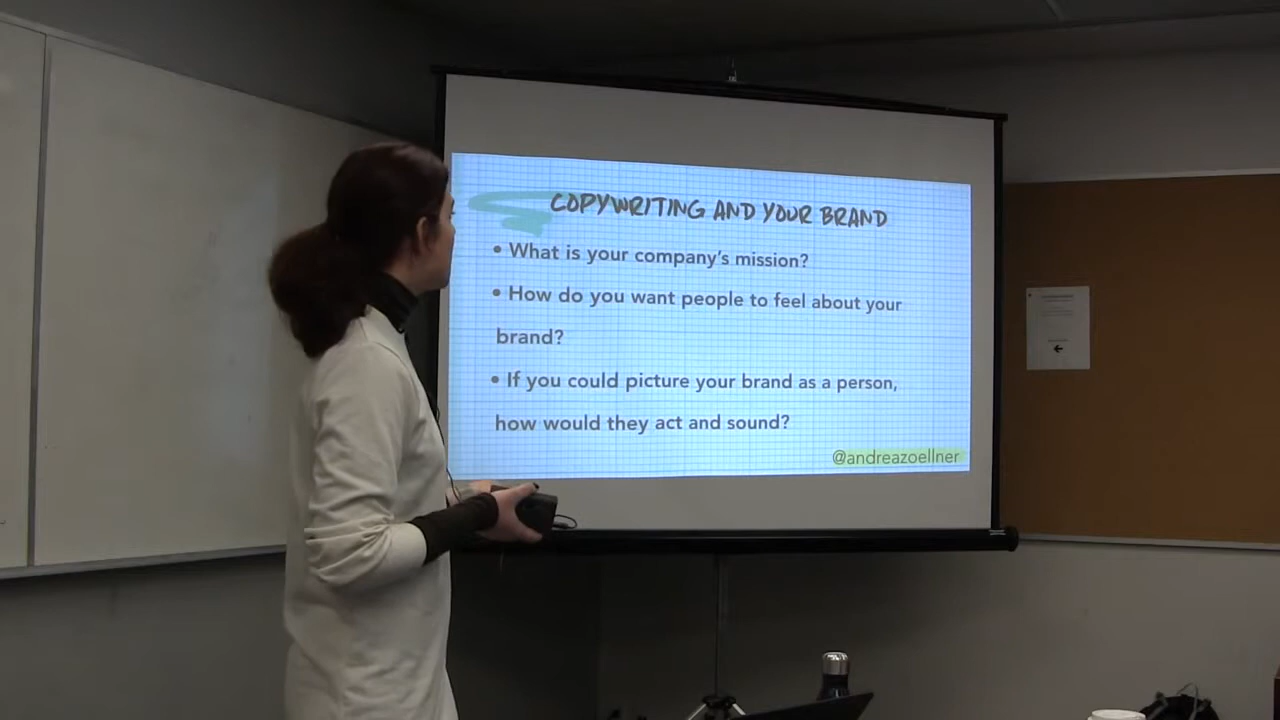 COPYWRITING AND YOUR BRAND
• What is your company's mission?
• How do you want people to feel about your
brand?
• If you could picture your brand as a person,
how would they act and sound?
@andreazoellner